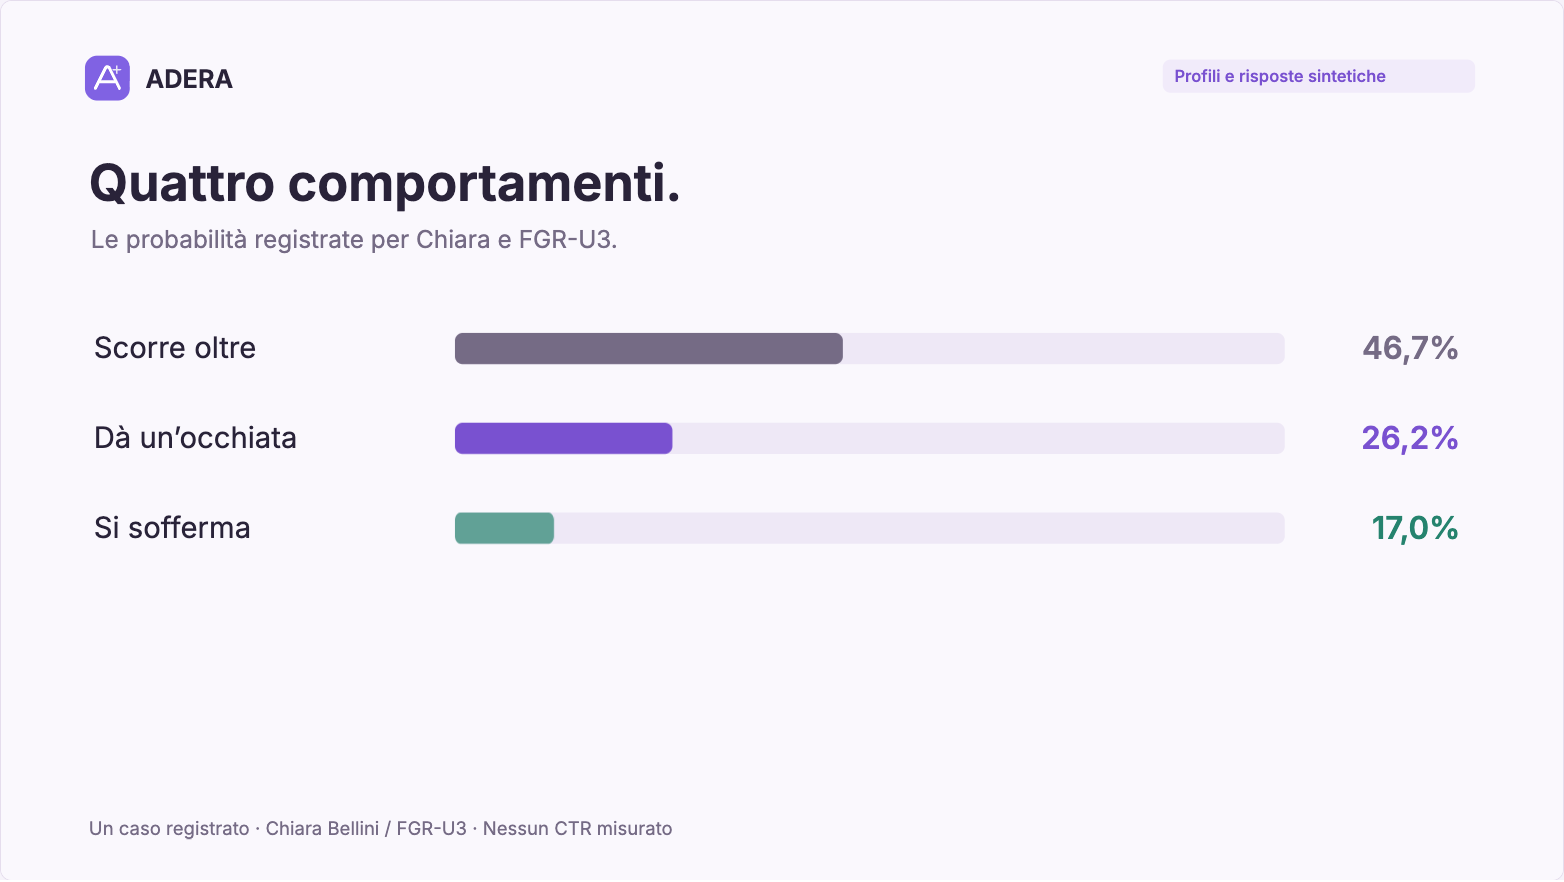 ADERA
Profili e risposte sintetiche
Quattro comportamenti.
Le probabilità registrate per Chiara e FGR-U3.
Scorre oltre 46,7%
Dà un’occhiata 26,2%
Si sofferma 17,0%
Un caso registrato · Chiara Bellini / FGR-U3 · Nessun CTR misurato